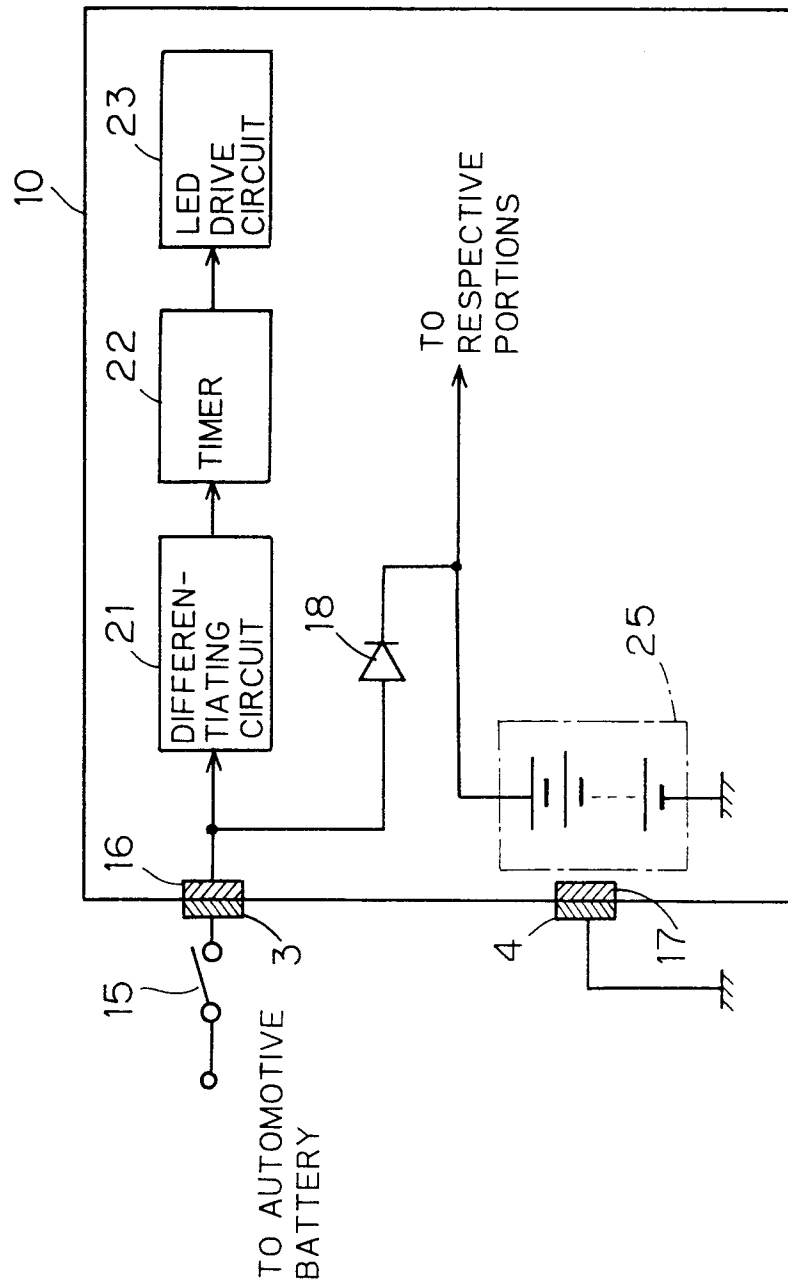 10
21
DIFFEREN-
TIATING
CIRCUIT
22
TIMER
23
LED
DRIVE
CIRCUIT
16
15
3
18
TO AUTOMOTIVE
BATTERY
TO
RESPECTIVE
PORTIONS
25
4
17